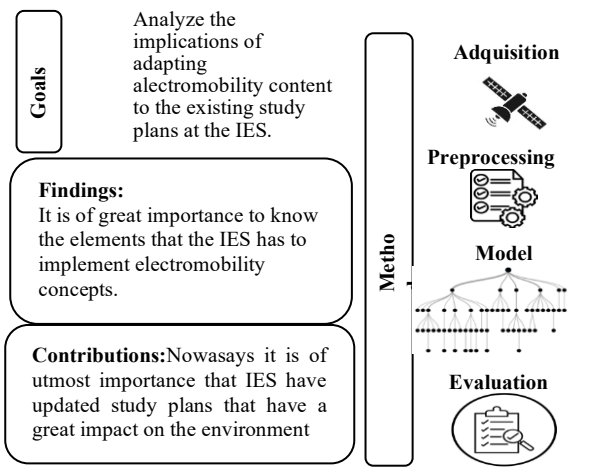 Goals
Analyze the
implications of
adapting
alectromobility content
to the existing study
plans at the IES.
Findings:
It is of great importance to know
the elements that the IES has to
implement electromobility
concepts.
Contributions:Nowasays it is of
utmost importance that IES have
updated study plans that have a
great impact on the environment
Metho
Adquisition
Preprocessing
Model
Evaluation